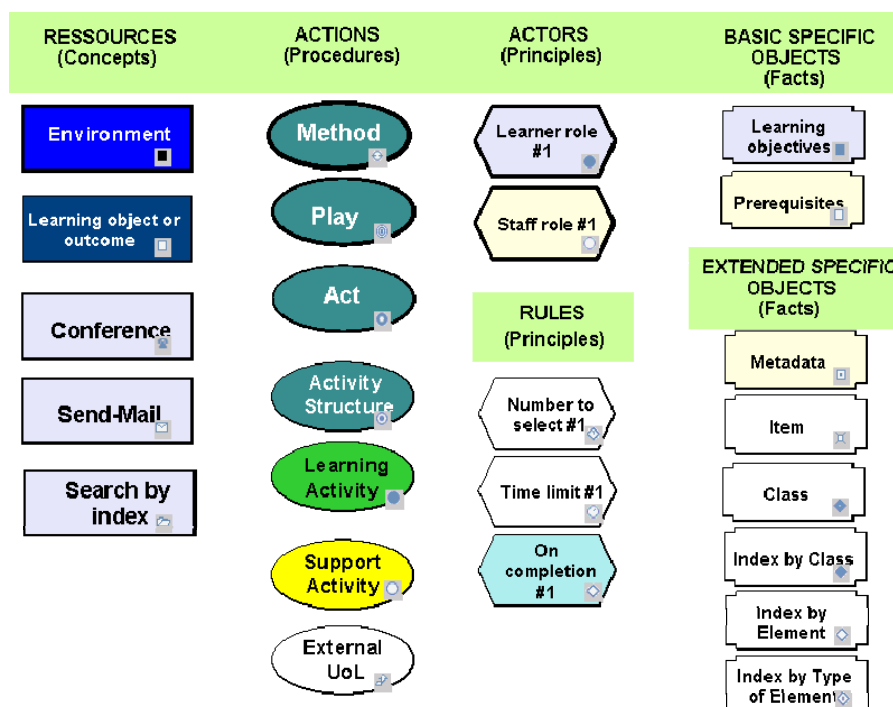 RESSOURCES
(Concepts)
Environment
Learning object or
outcome
Conference
Send-Mail
Search by
index
ACTIONS
(Procedures)
Method
Play
Act
Activity
Structure
Learning
Activity
Support
Activity
External
UoL
ACTORS
(Principles)
Learner role
#1
Staff role #1
RULES
(Principles)
Number to
select #1
Time limit #1
On
completion
#1
BASIC SPECIFIC
OBJECTS
(Facts)
Learning
objectives
Prerequisites
EXTENDED SPECIFIC
OBJECTS
(Facts)
Metadata
Item
Class
Index by Class
Index by
Element
Index by Type
of Element